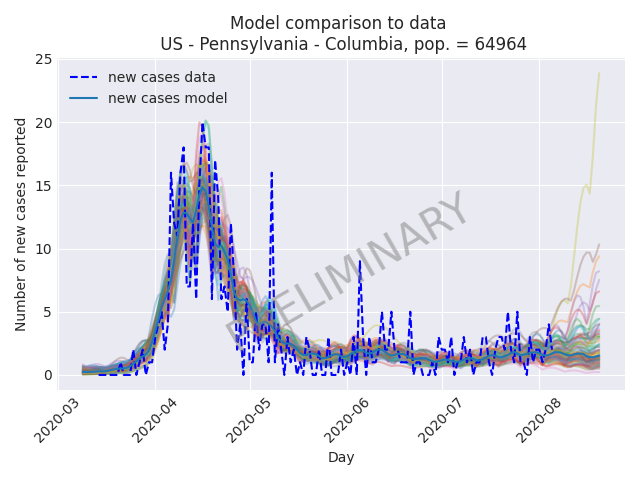 Model comparison to data
US - Pennsylvania - Columbia, pop. = 64964
25
20
15
10
5
0
Number of new cases reported
new cases data
new cases model
PRELIMINARY
2020-03
2020-04
2020-05
2020-06
2020-07
2020-08
Day